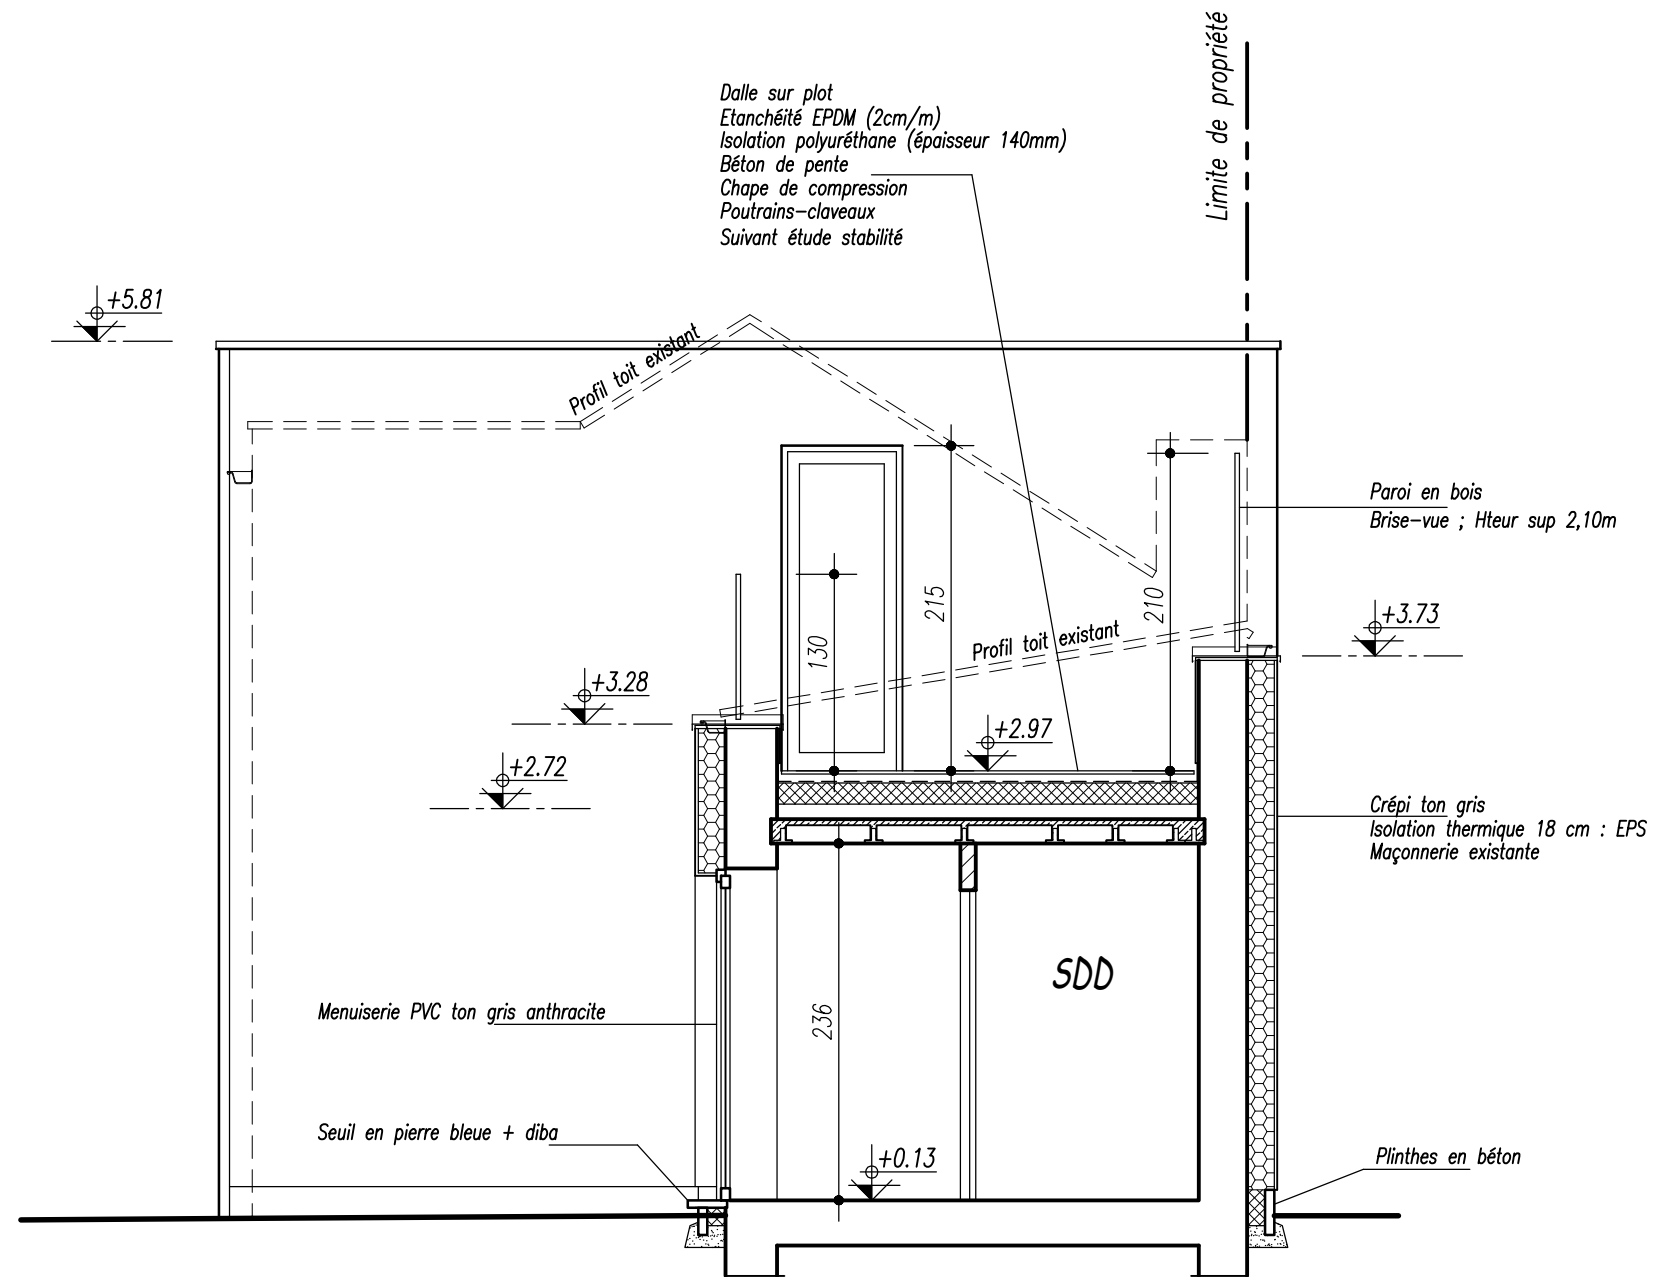 Limite de propriété
Dalle sur plot
Etanchéité EPDM (2cm/m)
Isolation polyuréthane (épaisseur 140mm)
Béton de pente
Chape de compression
Poutrains-claveaux
Suivant étude stabilité
+5.81
Profil toit existant
Paroi en bois
Brise-vue ; Hteur sup 2,10m
215
210
130
Profil toit existant
+3.73
+3.28
+2.97
+2.72
Crépi ton gris
Isolation thermique 18 cm : EPS
Maçonnerie existante
SDD
236
Menuiserie PVC ton gris anthracite
Seuil en pierre bleue + diba
+0.13
Plinthes en béton